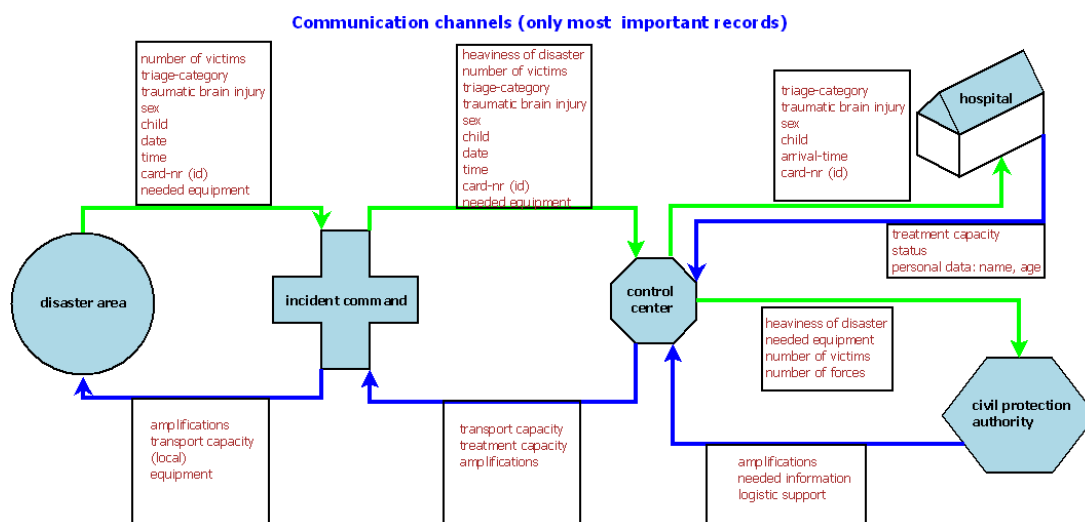 Communication channels (only most  important records)
number of victims
triage-category
traumatic brain injury
sex
child
date
time
card-nr (id)
needed equipment
heaviness of disaster
number of victims
triage-category
traumatic brain injury
sex
child
date
time
card-nr (id)
needed equipment
triage-category
traumatic brain injury
sex
child
arrival-time
card-nr (id)
hospital
treatment capacity
status
personal data: name, age
disaster area
incident command
control
center
heaviness of disaster
needed equipment
number of victims
number of forces
civil protection
authority
amplifications
transport capacity
(local)
equipment
transport capacity
treatment capacity
amplifications
amplifications
needed information
logistic support